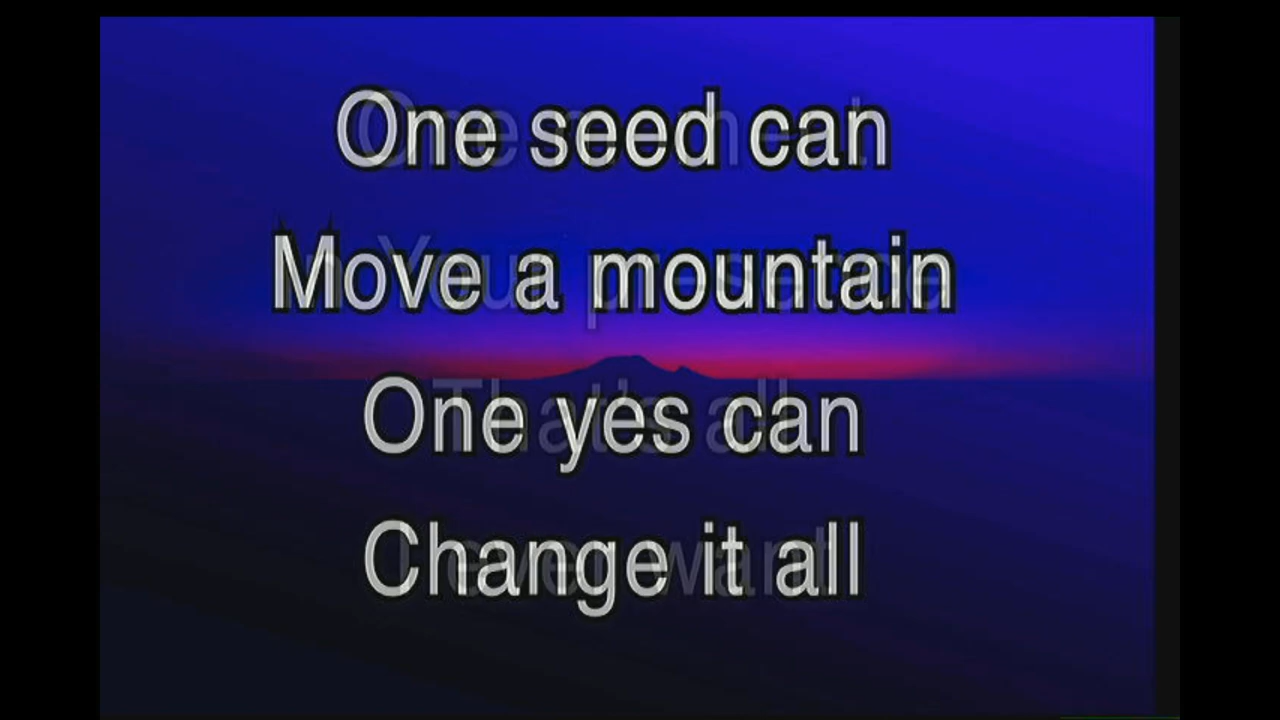 One seed can
Move a mountain
One yes can
Change it all